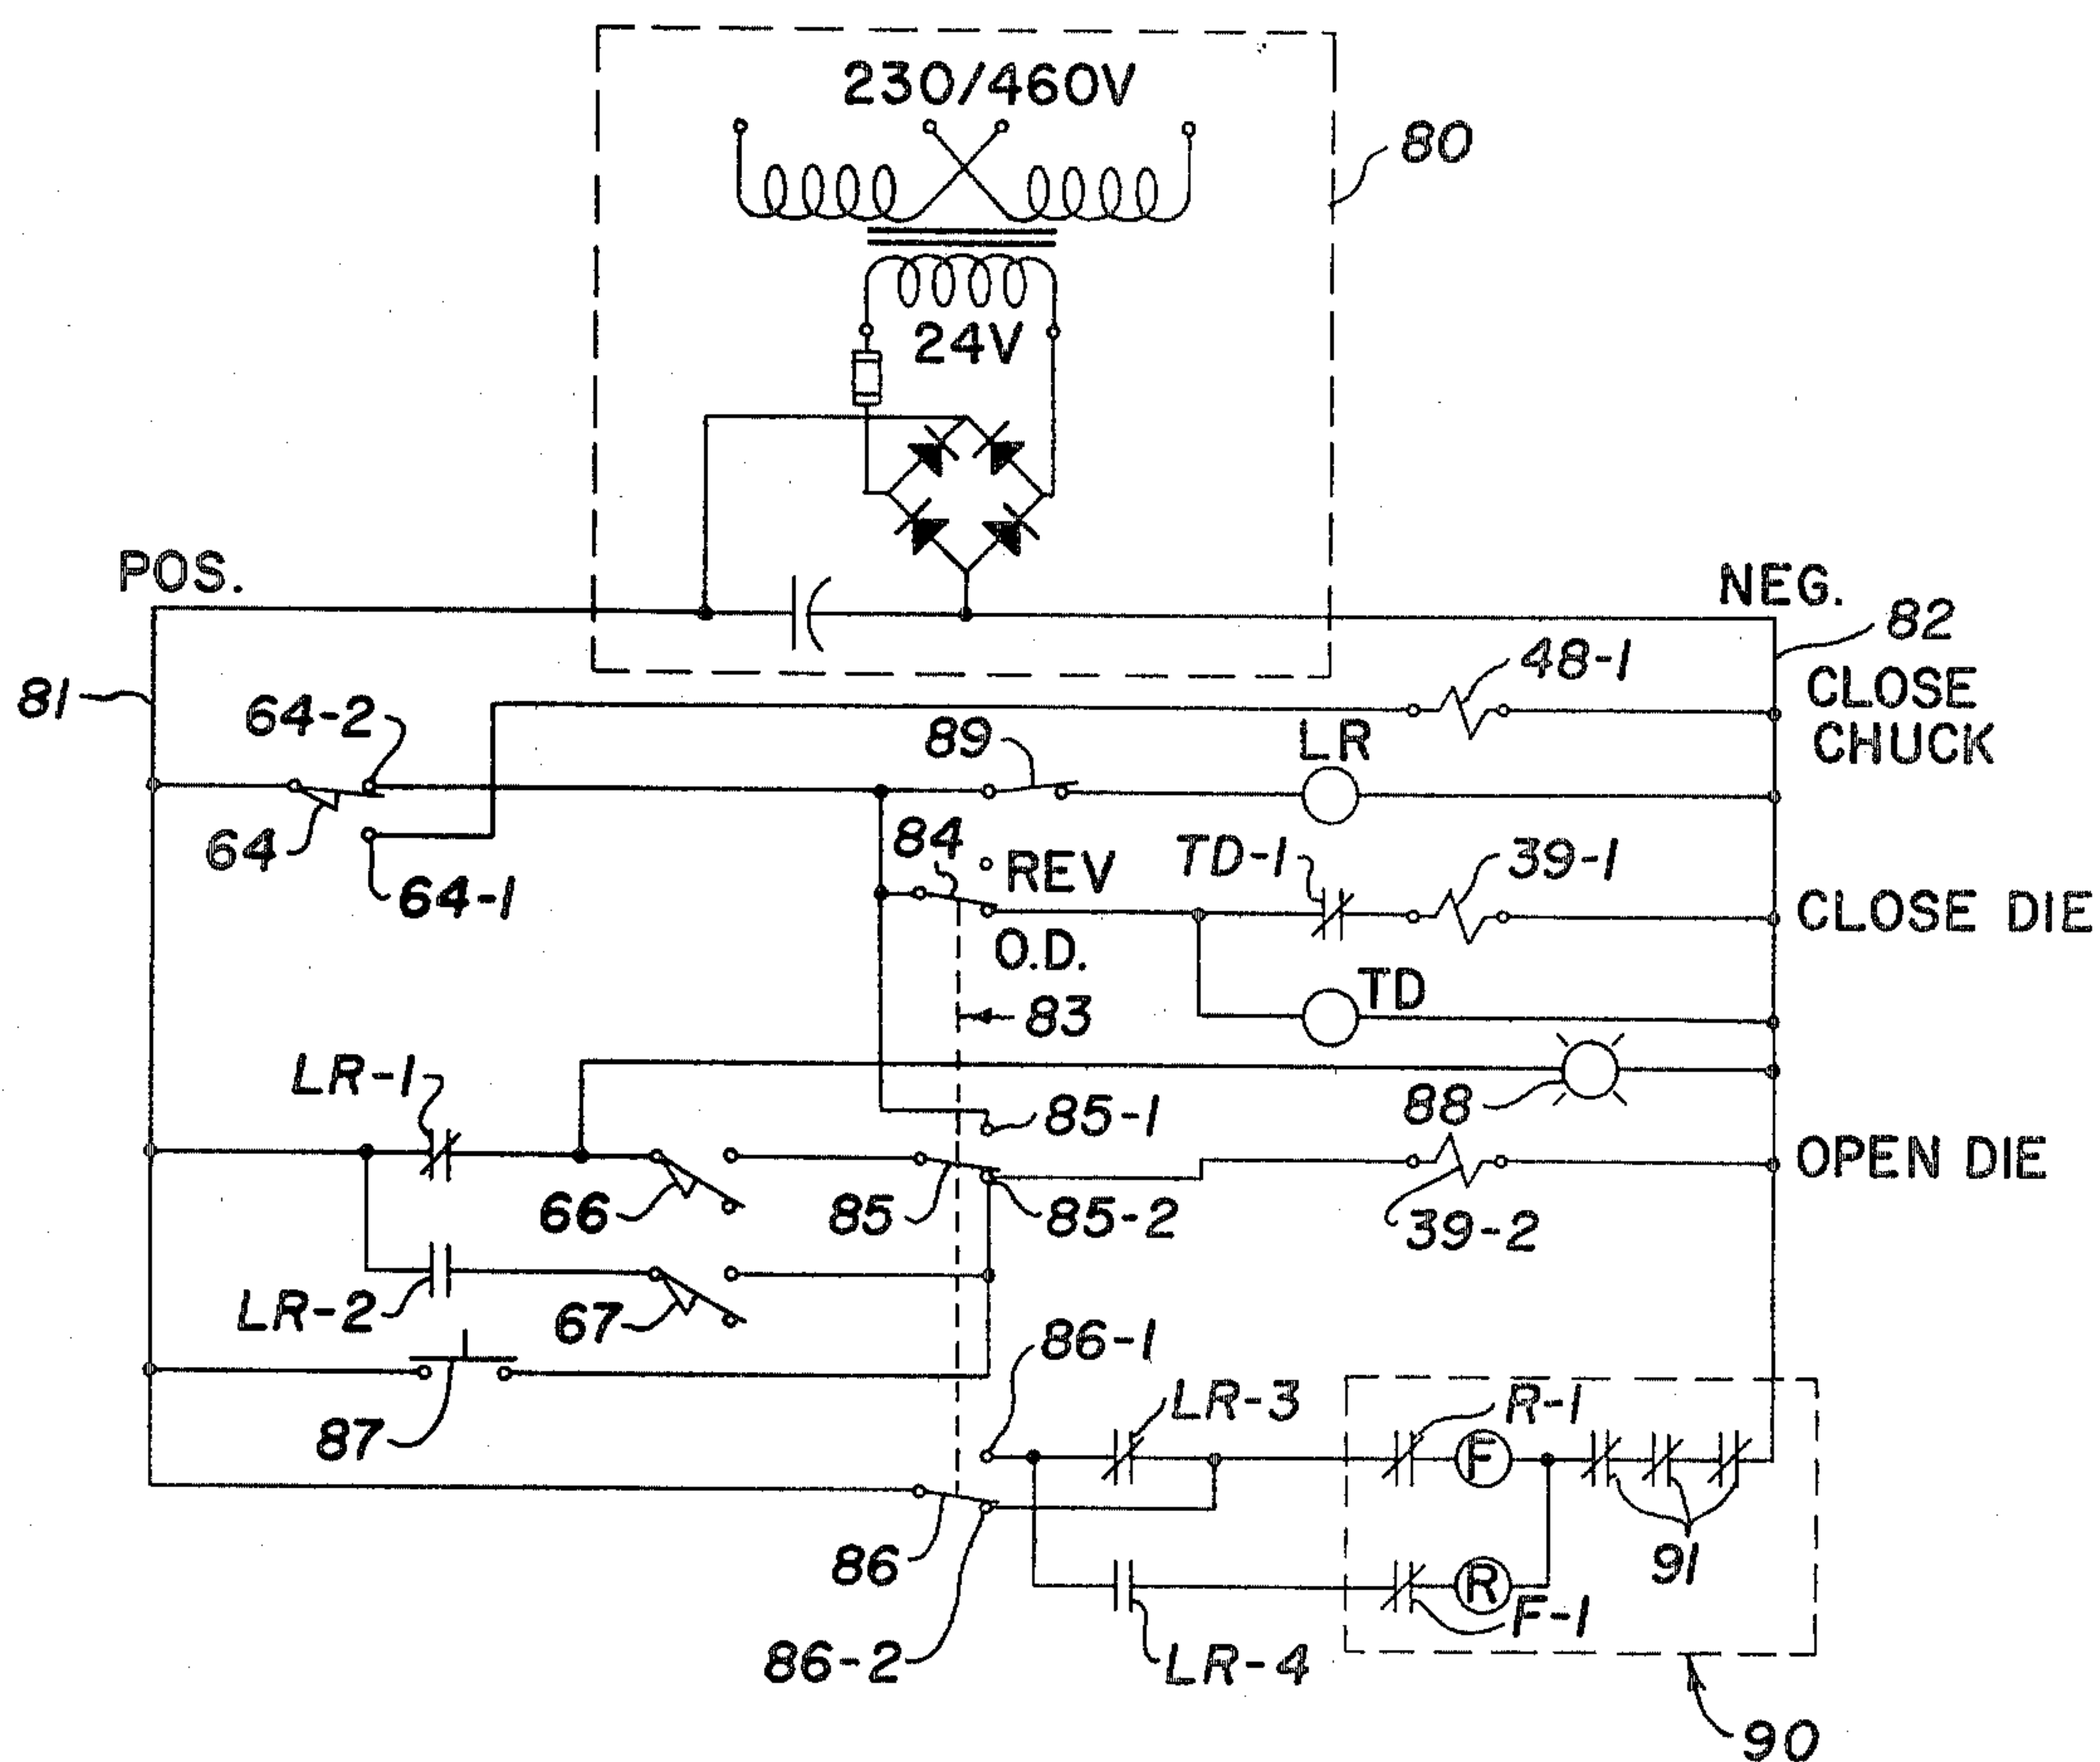 230/460V
80
24V
POS.
NEG.
82
81
64-2
48-1
CLOSE
CHUCK
89
LR
64
84
REV
TD-1
39-1
64-1
CLOSE DIE
O.D.
TD
83
LR-1
88
85-1
OPEN DIE
66
85
85-2
39-2
LR-2
67
86-1
87
LR-3
R-1
F
86
91
R
F-1
86-2
LR-4
90